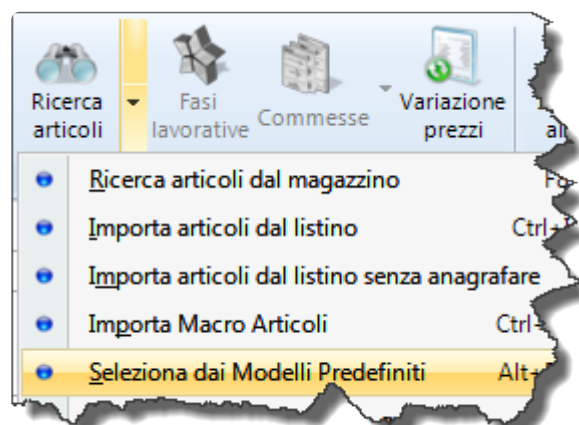 Ricerca
articoli
Fasi
lavorative
Commesse
Variazione
prezzi
Ricerca articoli dal magazzino
Importa articoli dal listino Ctrl+
Importa articoli dal listino senza anagrafare
Importa Macro Articoli Ctrl+
Seleziona dai Modelli Predefiniti Alt+